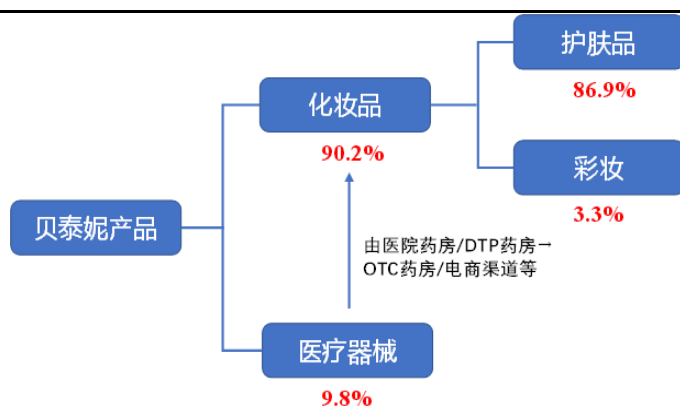 护肤品
86.9%
化妆品
90.2%
彩妆
3.3%
贝泰妮产品
由医院药房/DTP药房→
OTC药房/电商渠道等
医疗器械
9.8%